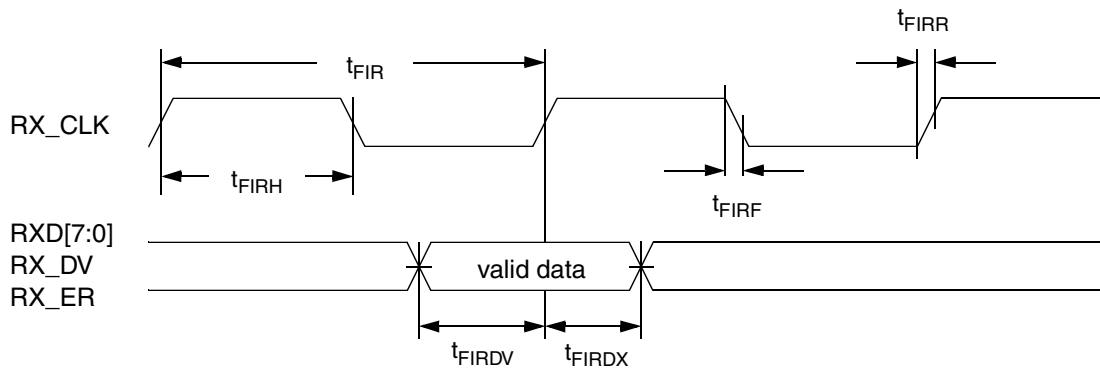 tFIRR
tFIR
RX_CLK
tFIRH
tFIRF
RXD[7:0]
RX_DV
valid data
RX_ER
tFIRDV
tFIRDX